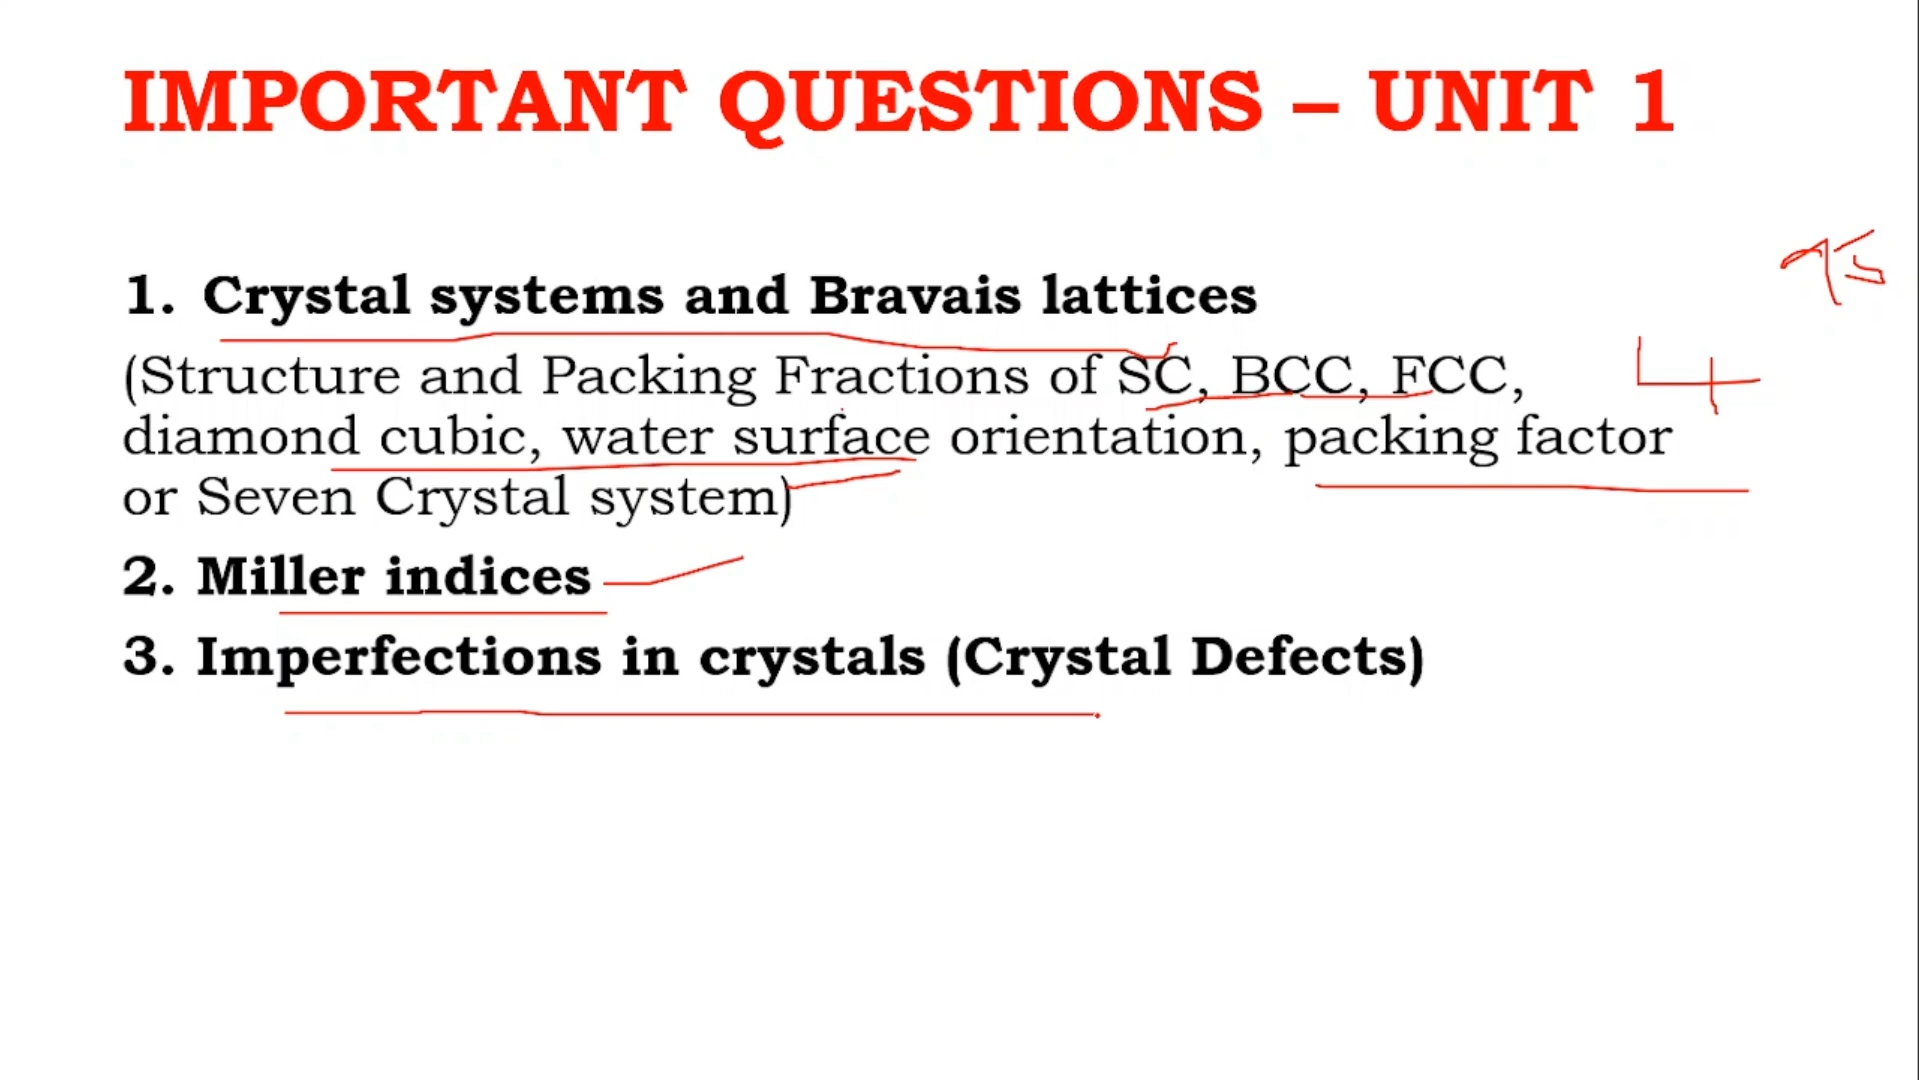 IMPORTANT QUESTIONS – UNIT 1
1. Crystal systems and Bravais lattices
(Structure and Packing Fractions of SC, BCC, FCC,
diamond cubic, water surface orientation, packing factor
or Seven Crystal system)
2. Miller indices
3. Imperfections in crystals (Crystal Defects)
4